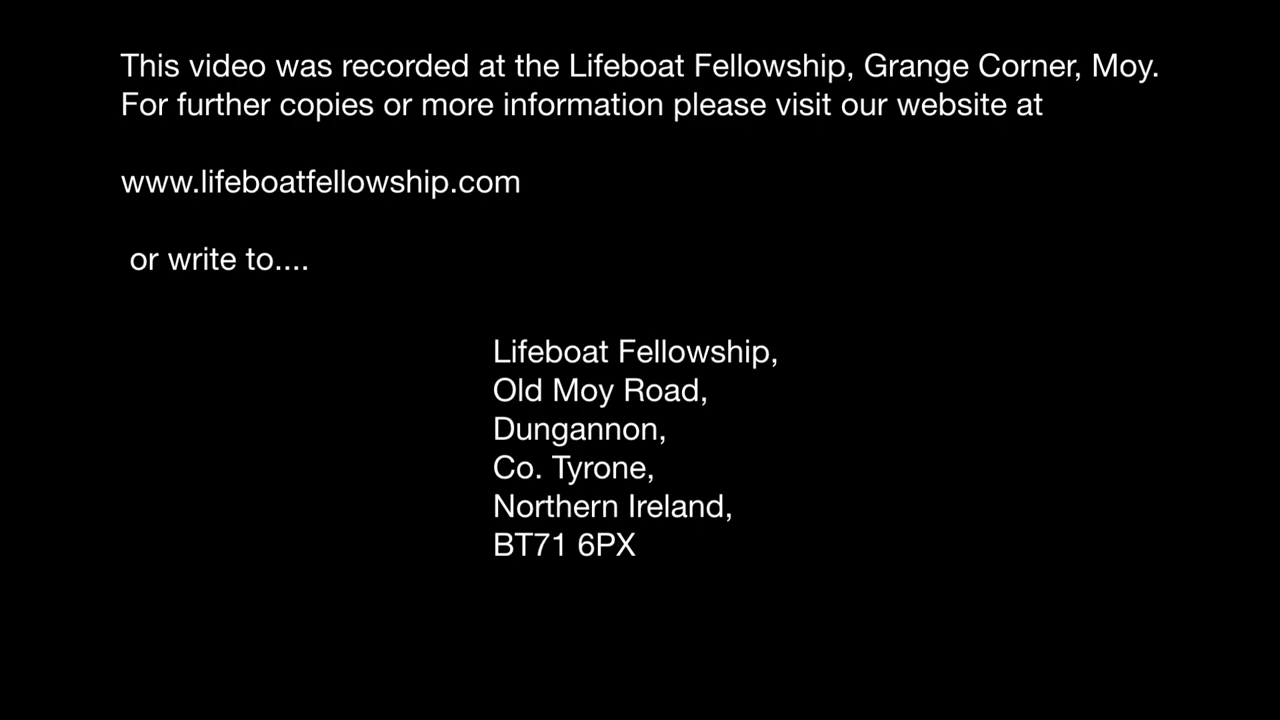 This video was recorded at the Lifeboat Fellowship, Grange Corner, Moy.
For further copies or more information please visit our website at
www.lifeboatfellowship.com
or write to....
Lifeboat Fellowship,
Old Moy Road,
Dungannon,
Co. Tyrone,
Northern Ireland,
BT71 6PX